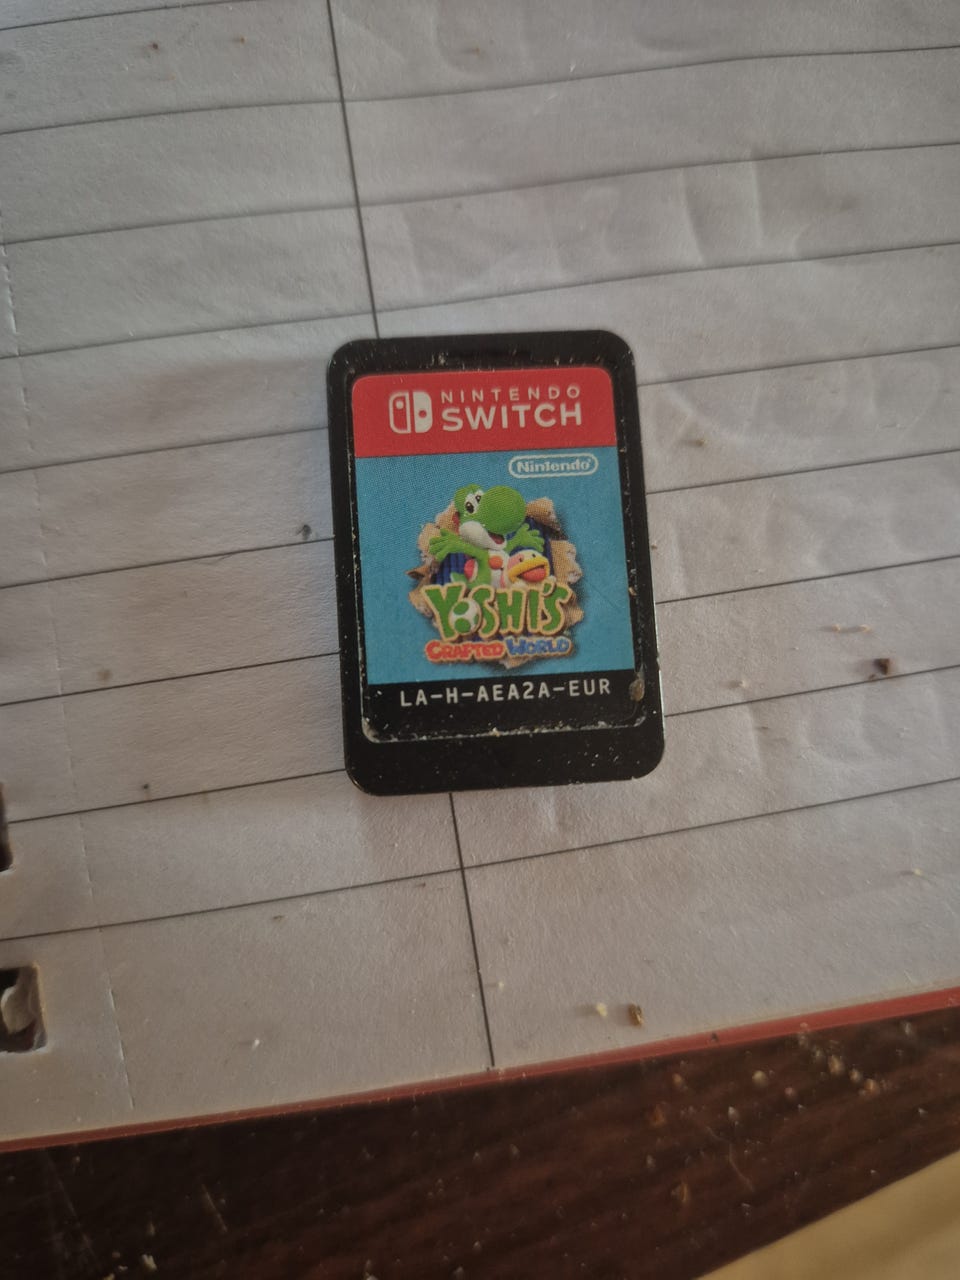 NINTENDO
SWITCH
Nintendo
YOSHI'S
CRAFTED WORLD
LA-H-AEA2A-EUR